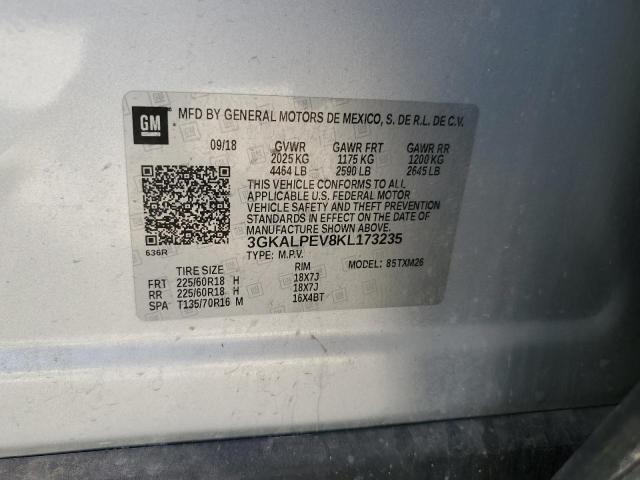 GM MFD BY GENERAL MOTORS DE MEXICO, S. DE R.L. DE C.V.
09/18 GVWR GAWR FRT GAWR RR
2025 KG 1175 KG 1200 KG
4464 LB 2590 LB 2645 LB
THIS VEHICLE CONFORMS TO ALL
APPLICABLE U.S. FEDERAL MOTOR
VEHICLE SAFETY AND THEFT PREVENTION
STANDARDS IN EFFECT ON THE DATE OF
MANUFACTURE SHOWN ABOVE.
3GKALPEV8KL173235
636R TYPE: M.P.V. MODEL: 85TXM26
TIRE SIZE RIM
FRT 225/60R18 H 18X7J
RR 225/60R18 H 18X7J
SPA T135/70R16 M 16X4BT